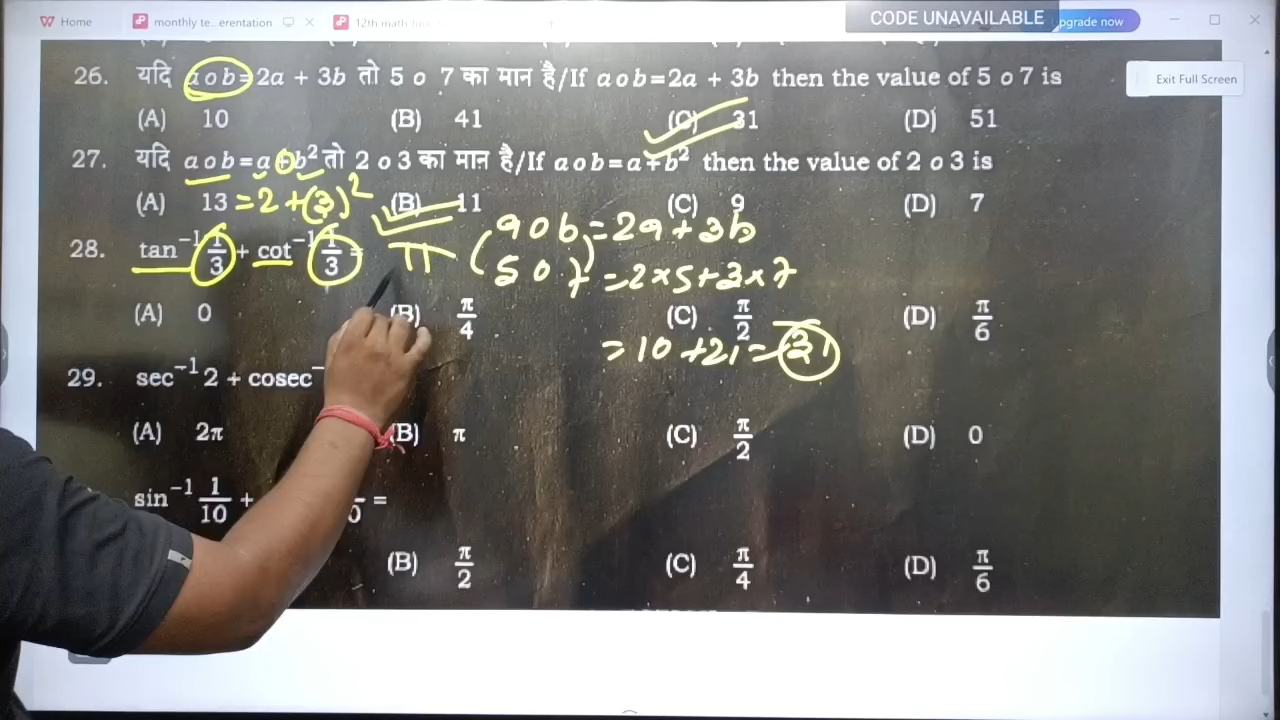 Home monthly te...erentation 12th math CODE UNAVAILABLE pgrade now
Exit Full Screen
26. यदि a o b = 2a + 3b तो 5 o 7 का मान है/If a o b = 2a + 3b then the value of 5 o 7 is
(A) 10 (B) 41 (C) 31 (D) 51
27. यदि a o b = a + b² तो 2 o 3 का मान है/If a o b = a + b² then the value of 2 o 3 is
(A) 13 = 2 + (3)² (B) 11 (C) 9 (D) 7
a o b = 2a + 3b
28. tan⁻¹ 1/3 + cot⁻¹ 1/3 = π
(5 o 7) = 2×5+3×7
(A) 0 (B) π/4 (C) π/2 (D) π/6
= 10 + 21 = 31
29. sec⁻¹ 2 + cosec⁻
(A) 2π (B) π (C) π/2 (D) 0
sin⁻¹ 1/10 + =
(B) π/2 (C) π/4 (D) π/6